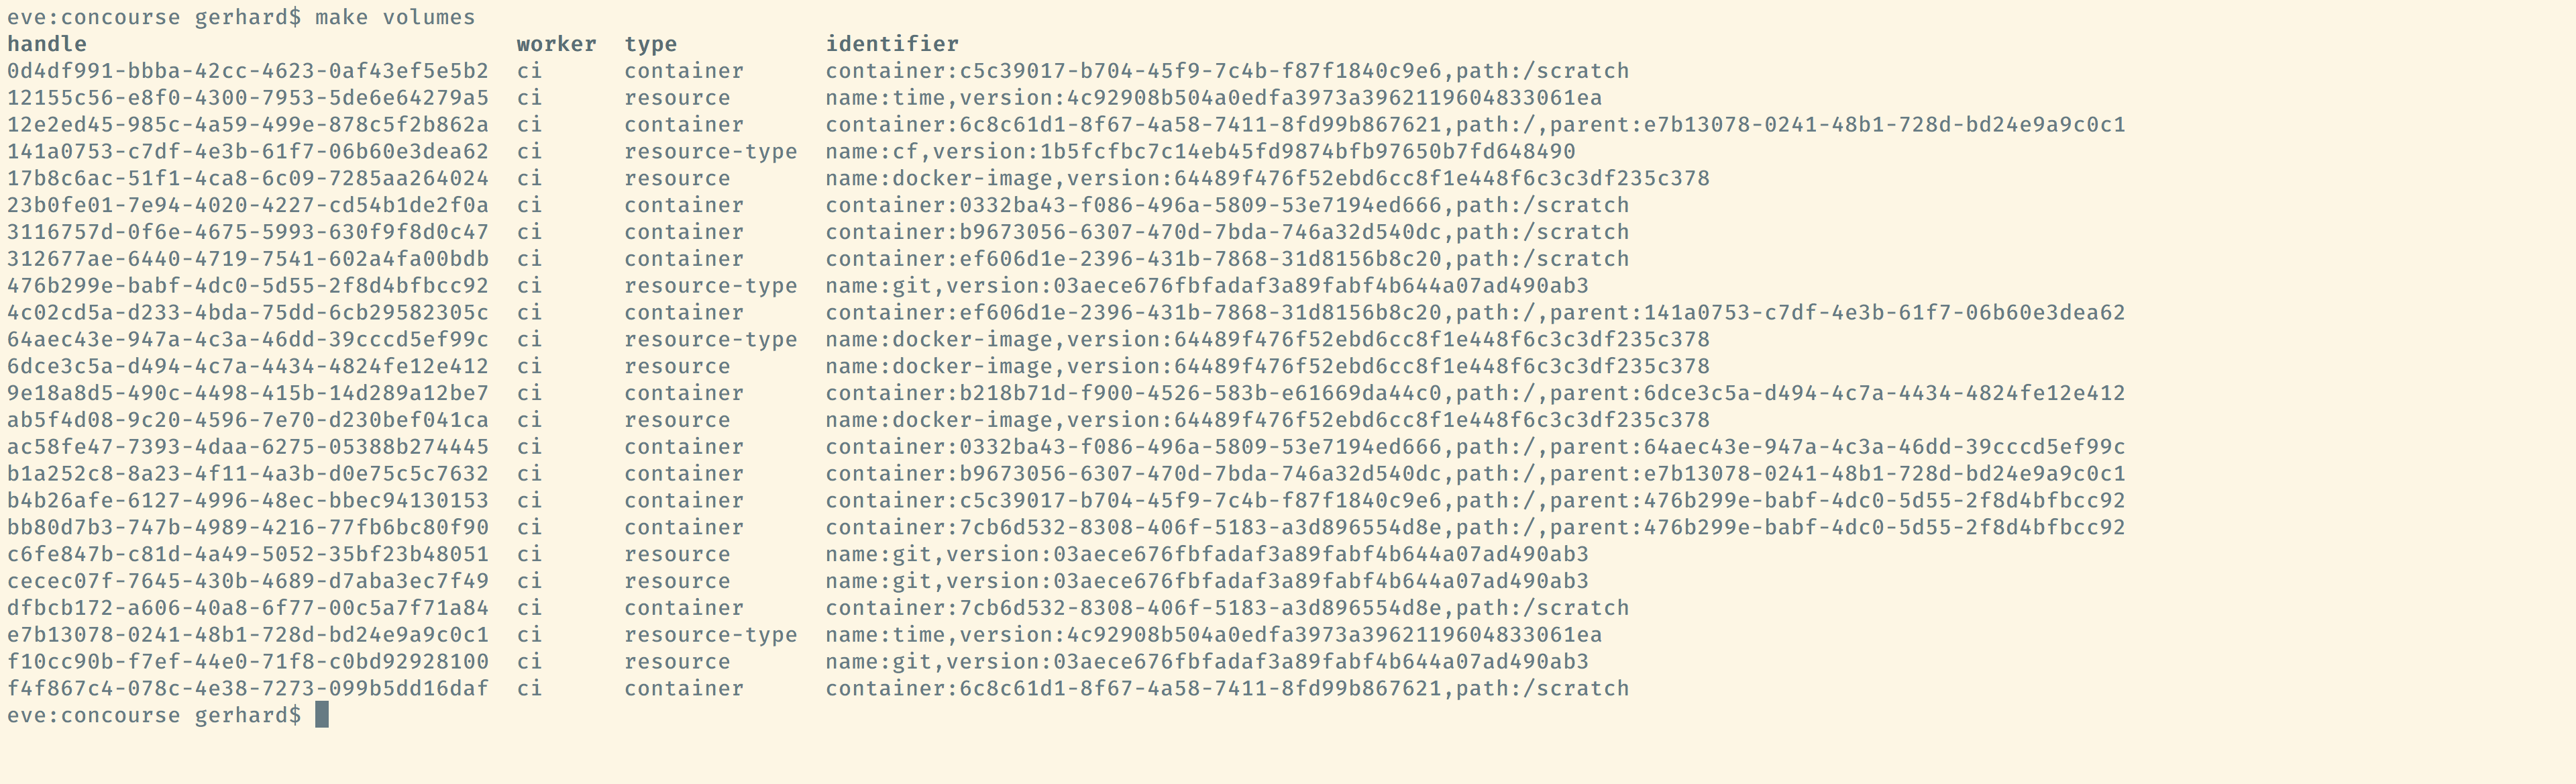 eve:concourse gerhard$ make volumes
handle worker type identifier
0d4df991-bbba-42cc-4623-0af43ef5e5b2 ci container container:c5c39017-b704-45f9-7c4b-f87f1840c9e6,path:/scratch
12155c56-e8f0-4300-7953-5de6e64279a5 ci resource name:time,version:4c92908b504a0edfa3973a3962119604833061ea
12e2ed45-985c-4a59-499e-878c5f2b862a ci container container:6c8c61d1-8f67-4a58-7411-8fd99b867621,path:/,parent:e7b13078-0241-48b1-728d-bd24e9a9c0c1
141a0753-c7df-4e3b-61f7-06b60e3dea62 ci resource-type name:cf,version:1b5fcfbc7c14eb45fd9874bfb97650b7fd648490
17b8c6ac-51f1-4ca8-6c09-7285aa264024 ci resource name:docker-image,version:64489f476f52ebd6cc8f1e448f6c3c3df235c378
23b0fe01-7e94-4020-4227-cd54b1de2f0a ci container container:0332ba43-f086-496a-5809-53e7194ed666,path:/scratch
3116757d-0f6e-4675-5993-630f9f8d0c47 ci container container:b9673056-6307-470d-7bda-746a32d540dc,path:/scratch
312677ae-6440-4719-7541-602a4fa00bdb ci container container:ef606d1e-2396-431b-7868-31d8156b8c20,path:/scratch
476b299e-babf-4dc0-5d55-2f8d4bfbcc92 ci resource-type name:git,version:03aece676fbfadaf3a89fabf4b644a07ad490ab3
4c02cd5a-d233-4bda-75dd-6cb29582305c ci container container:ef606d1e-2396-431b-7868-31d8156b8c20,path:/,parent:141a0753-c7df-4e3b-61f7-06b60e3dea62
64aec43e-947a-4c3a-46dd-39cccd5ef99c ci resource-type name:docker-image,version:64489f476f52ebd6cc8f1e448f6c3c3df235c378
6dce3c5a-d494-4c7a-4434-4824fe12e412 ci resource name:docker-image,version:64489f476f52ebd6cc8f1e448f6c3c3df235c378
9e18a8d5-490c-4498-415b-14d289a12be7 ci container container:b218b71d-f900-4526-583b-e61669da44c0,path:/,parent:6dce3c5a-d494-4c7a-4434-4824fe12e412
ab5f4d08-9c20-4596-7e70-d230bef041ca ci resource name:docker-image,version:64489f476f52ebd6cc8f1e448f6c3c3df235c378
ac58fe47-7393-4daa-6275-05388b274445 ci container container:0332ba43-f086-496a-5809-53e7194ed666,path:/,parent:64aec43e-947a-4c3a-46dd-39cccd5ef99c
b1a252c8-8a23-4f11-4a3b-d0e75c5c7632 ci container container:b9673056-6307-470d-7bda-746a32d540dc,path:/,parent:e7b13078-0241-48b1-728d-bd24e9a9c0c1
b4b26afe-6127-4996-48ec-bbec94130153 ci container container:c5c39017-b704-45f9-7c4b-f87f1840c9e6,path:/,parent:476b299e-babf-4dc0-5d55-2f8d4bfbcc92
bb80d7b3-747b-4989-4216-77fb6bc80f90 ci container container:7cb6d532-8308-406f-5183-a3d896554d8e,path:/,parent:476b299e-babf-4dc0-5d55-2f8d4bfbcc92
c6fe847b-c81d-4a49-5052-35bf23b48051 ci resource name:git,version:03aece676fbfadaf3a89fabf4b644a07ad490ab3
cecec07f-7645-430b-4689-d7aba3ec7f49 ci resource name:git,version:03aece676fbfadaf3a89fabf4b644a07ad490ab3
dfbcb172-a606-40a8-6f77-00c5a7f71a84 ci container container:7cb6d532-8308-406f-5183-a3d896554d8e,path:/scratch
e7b13078-0241-48b1-728d-bd24e9a9c0c1 ci resource-type name:time,version:4c92908b504a0edfa3973a3962119604833061ea
f10cc90b-f7ef-44e0-71f8-c0bd92928100 ci resource name:git,version:03aece676fbfadaf3a89fabf4b644a07ad490ab3
f4f867c4-078c-4e38-7273-099b5dd16daf ci container container:6c8c61d1-8f67-4a58-7411-8fd99b867621,path:/scratch
eve:concourse gerhard$